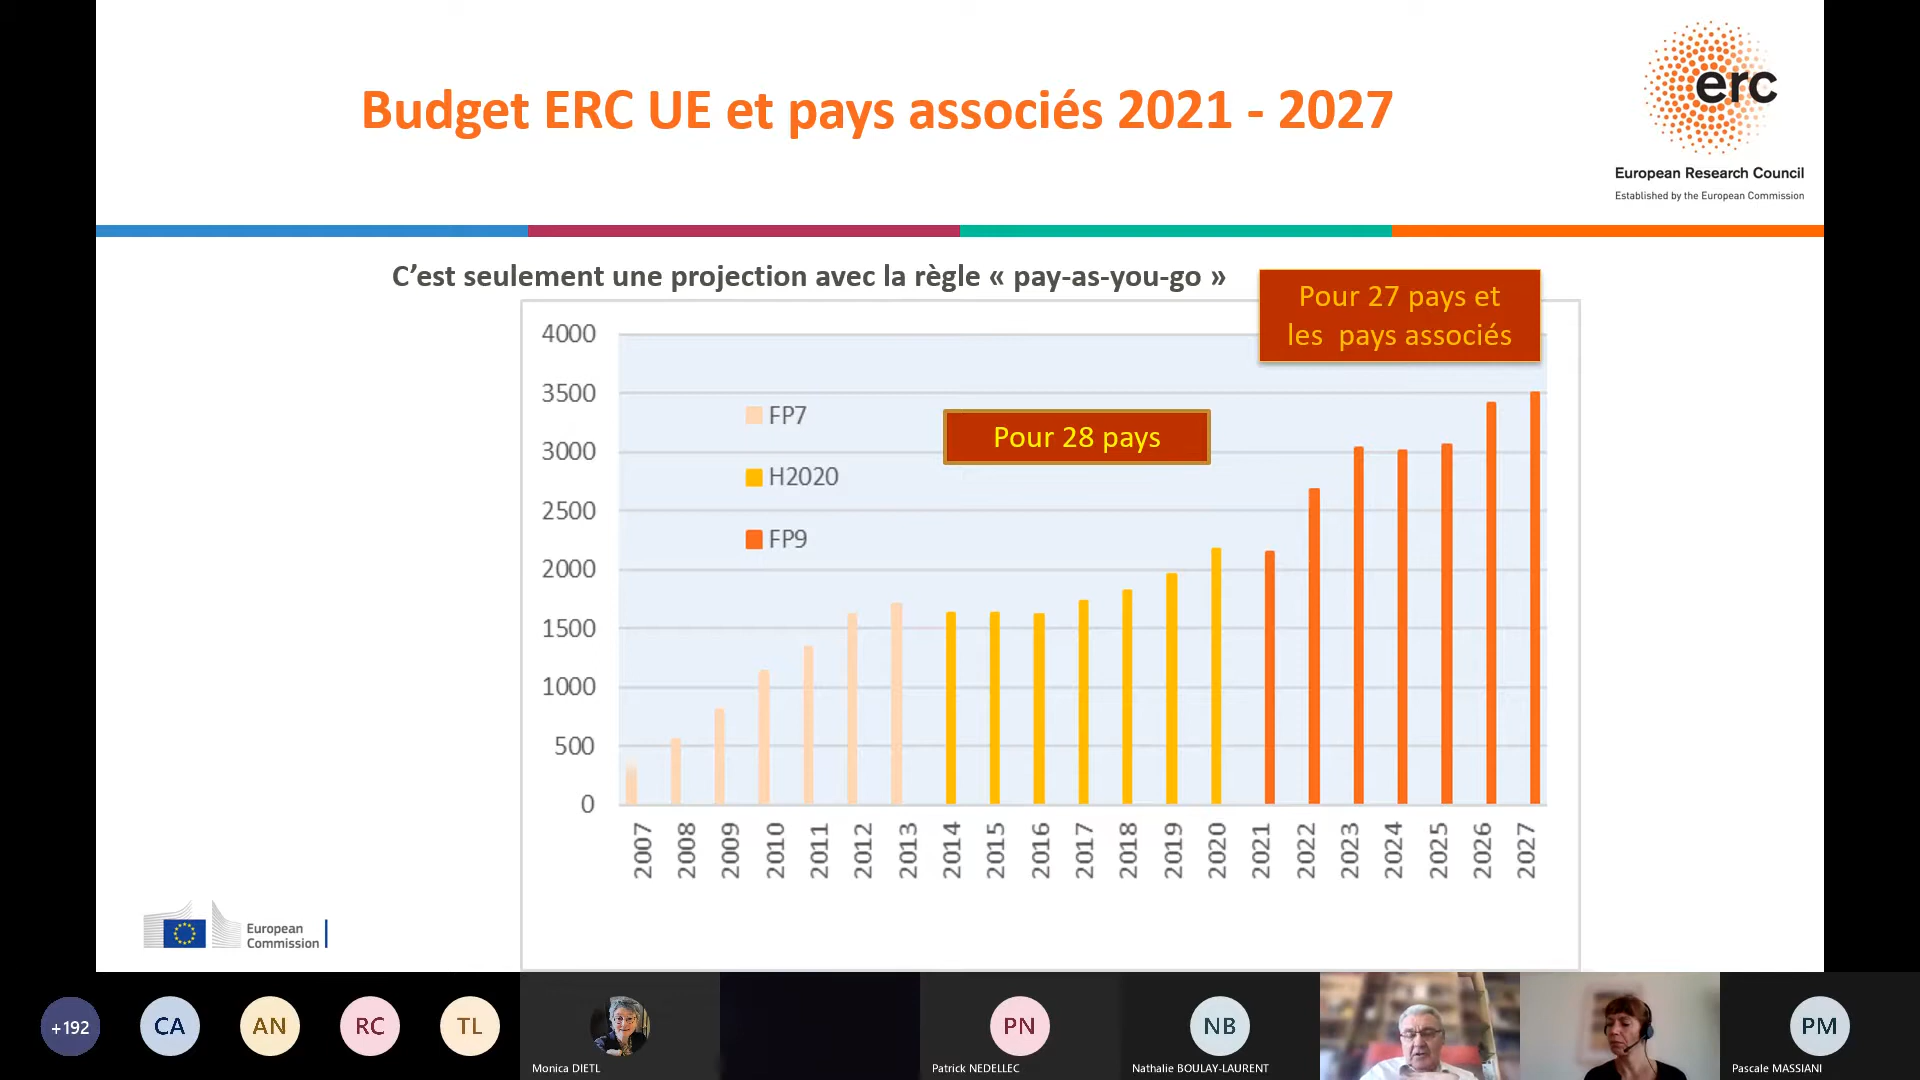 Budget ERC UE et pays associés 2021 - 2027
erc
European Research Council
Established by the European Commission
C’est seulement une projection avec la règle « pay-as-you-go »
Pour 27 pays et
les pays associés
Pour 28 pays
4000
3500
3000
2500
2000
1500
1000
500
0
FP7
H2020
FP9
2007
2008
2009
2010
2011
2012
2013
2014
2015
2016
2017
2018
2019
2020
2021
2022
2023
2024
2025
2026
2027
European
Commission
+192
CA
AN
RC
TL
Monica DIETL
PN
Patrick NEDELLEC
NB
Nathalie BOULAY-LAURENT
PM
Pascale MASSIANI